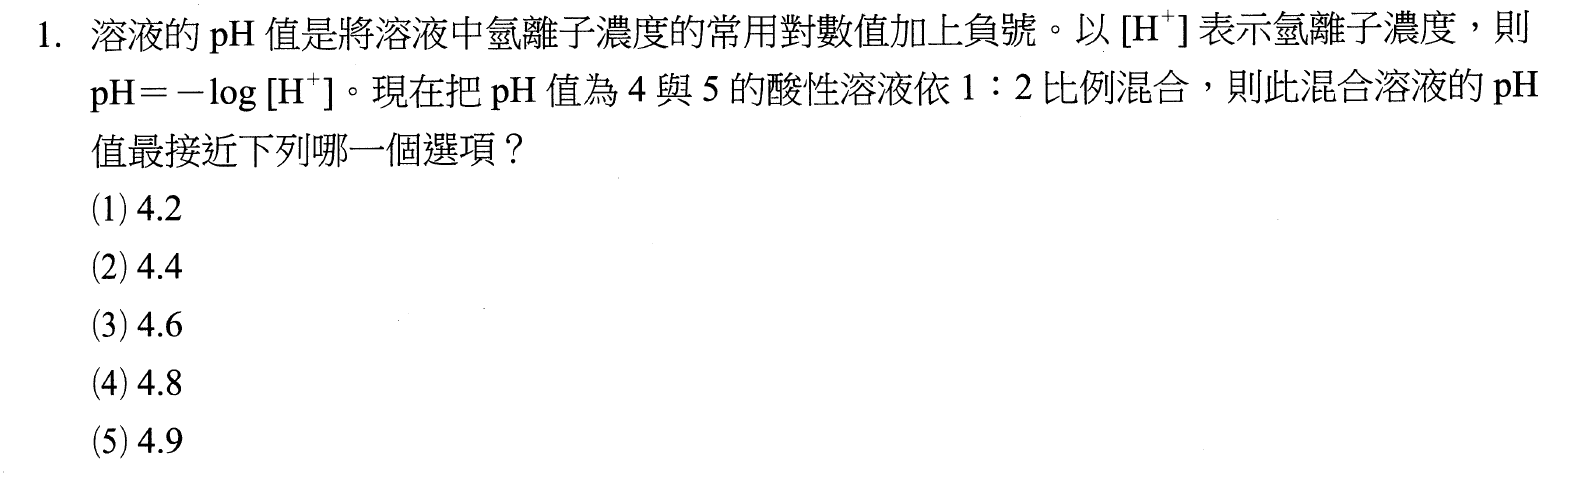 1. 溶液的 pH 值是將溶液中氫離子濃度的常用對數值加上負號。以 [H⁺] 表示氫離子濃度，則
pH＝－log [H⁺]。現在把 pH 值為 4 與 5 的酸性溶液依 1：2 比例混合，則此混合溶液的 pH
值最接近下列哪一個選項？
(1) 4.2
(2) 4.4
(3) 4.6
(4) 4.8
(5) 4.9